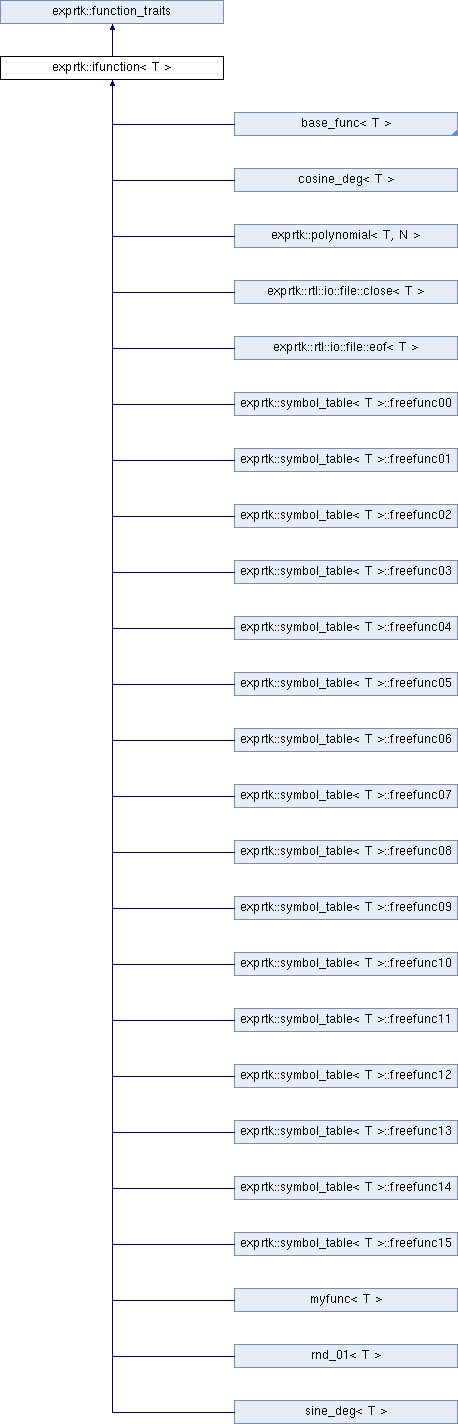 exprtk::function_traits
exprtk::ifunction< T >
base_func< T >
cosine_deg< T >
exprtk::polynomial< T, N >
exprtk::rtl::io::file::close< T >
exprtk::rtl::io::file::eof< T >
exprtk::symbol_table< T >::freefunc00
exprtk::symbol_table< T >::freefunc01
exprtk::symbol_table< T >::freefunc02
exprtk::symbol_table< T >::freefunc03
exprtk::symbol_table< T >::freefunc04
exprtk::symbol_table< T >::freefunc05
exprtk::symbol_table< T >::freefunc06
exprtk::symbol_table< T >::freefunc07
exprtk::symbol_table< T >::freefunc08
exprtk::symbol_table< T >::freefunc09
exprtk::symbol_table< T >::freefunc10
exprtk::symbol_table< T >::freefunc11
exprtk::symbol_table< T >::freefunc12
exprtk::symbol_table< T >::freefunc13
exprtk::symbol_table< T >::freefunc14
exprtk::symbol_table< T >::freefunc15
myfunc< T >
rnd_01< T >
sine_deg< T >